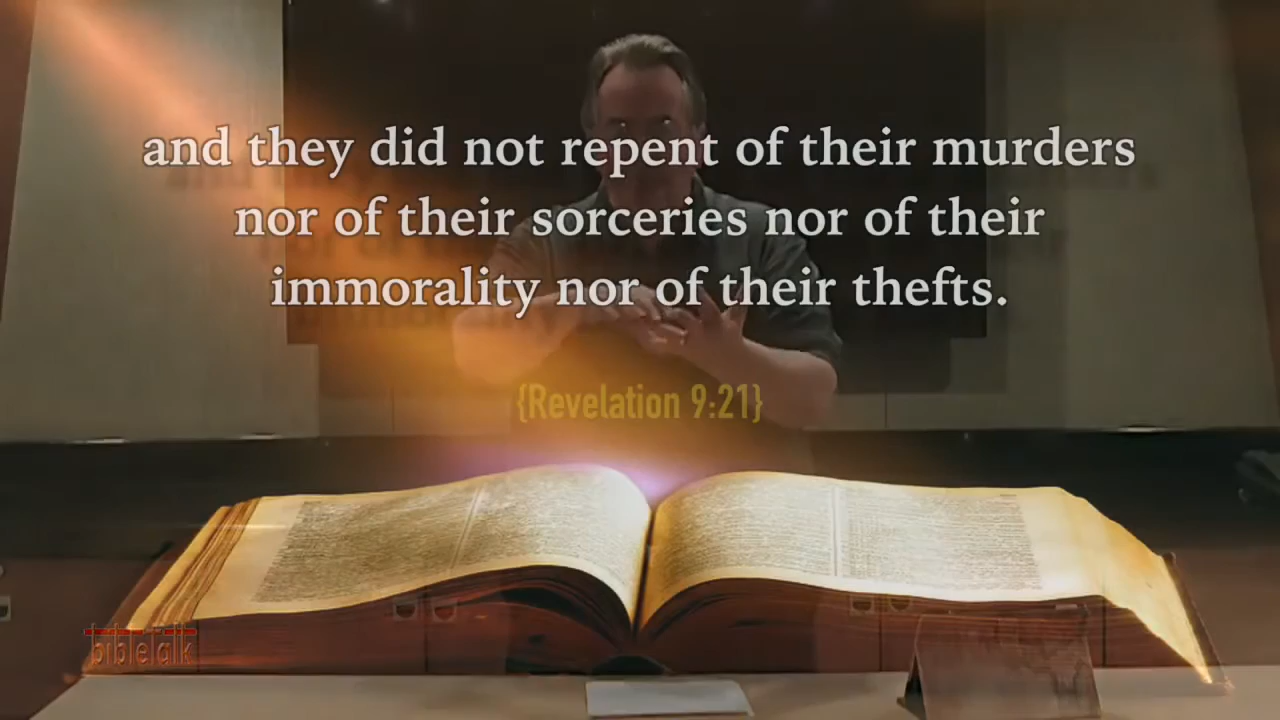 and they did not repent of their murders
nor of their sorceries nor of their
immorality nor of their thefts.
{Revelation 9:21}
bibletalk